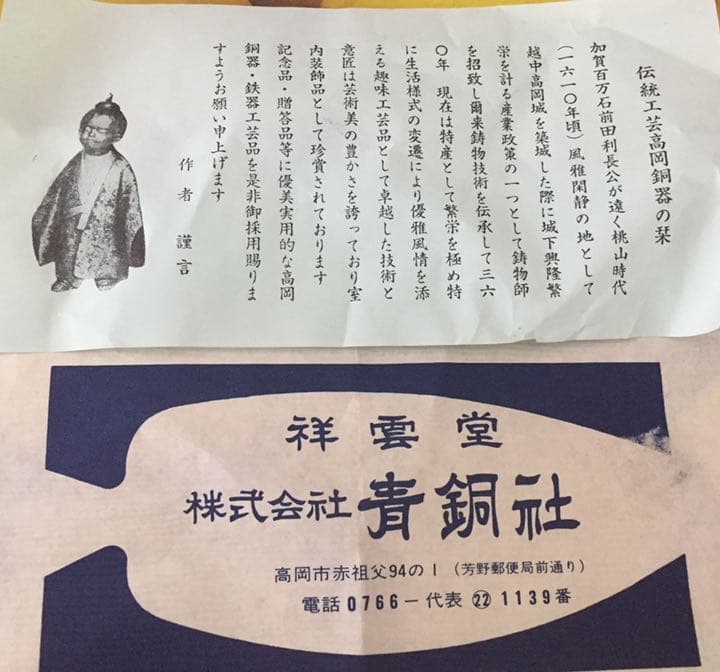 伝統工芸高岡銅器の栞
加賀百万石前田利長公が遠く桃山時代
（一六一〇年頃）風雅閑静の地として
越中高岡城を築城した際に城下興隆繁
栄を計る産業政策の一つとして鋳物師
を招致し爾来鋳物技術を伝承して三六
〇年　現在は特産として繁栄を極め特
に生活様式の変遷により優雅風情を添
える趣味工芸品として卓越した技術と
意匠は芸術美の豊かさを誇っており室
内装飾品として珍賞されております
記念品・贈答品等に優美実用的な高岡
銅器・鉄器工芸品を是非御採用賜りま
すようお願い申上げます
作者　謹言
祥雲堂
株式会社青銅社
高岡市赤祖父94の1（芳野郵便局前通り）
電話0766－代表㉒1139番